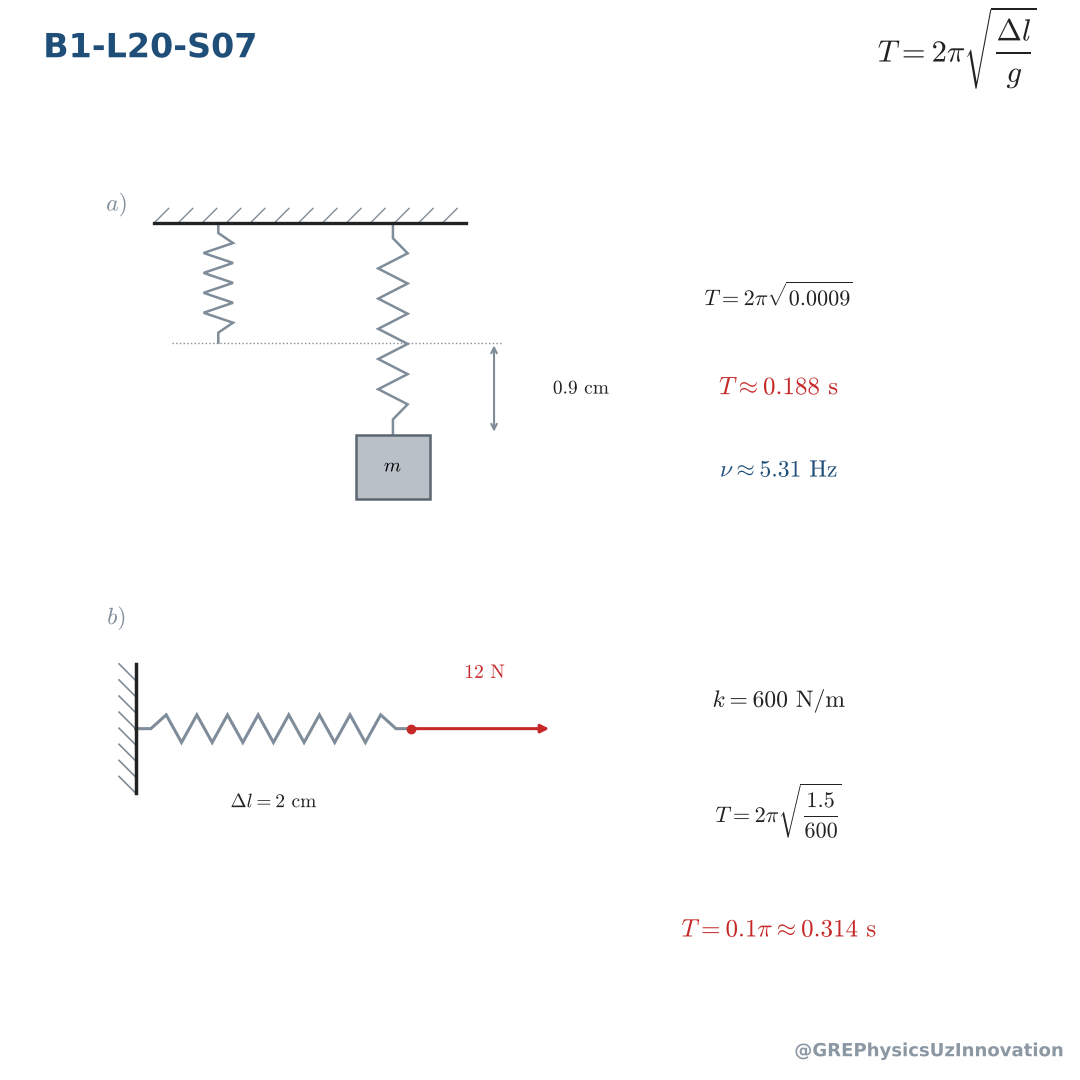 B1-L20-S07
T = 2π√(Δl/g)
a)
T = 2π√0.0009
0.9 cm
T ≈ 0.188 s
m
ν ≈ 5.31 Hz
b)
12 N
k = 600 N/m
Δl = 2 cm
T = 2π√(1.5/600)
T = 0.1π ≈ 0.314 s
@GREPhysicsUzInnovation